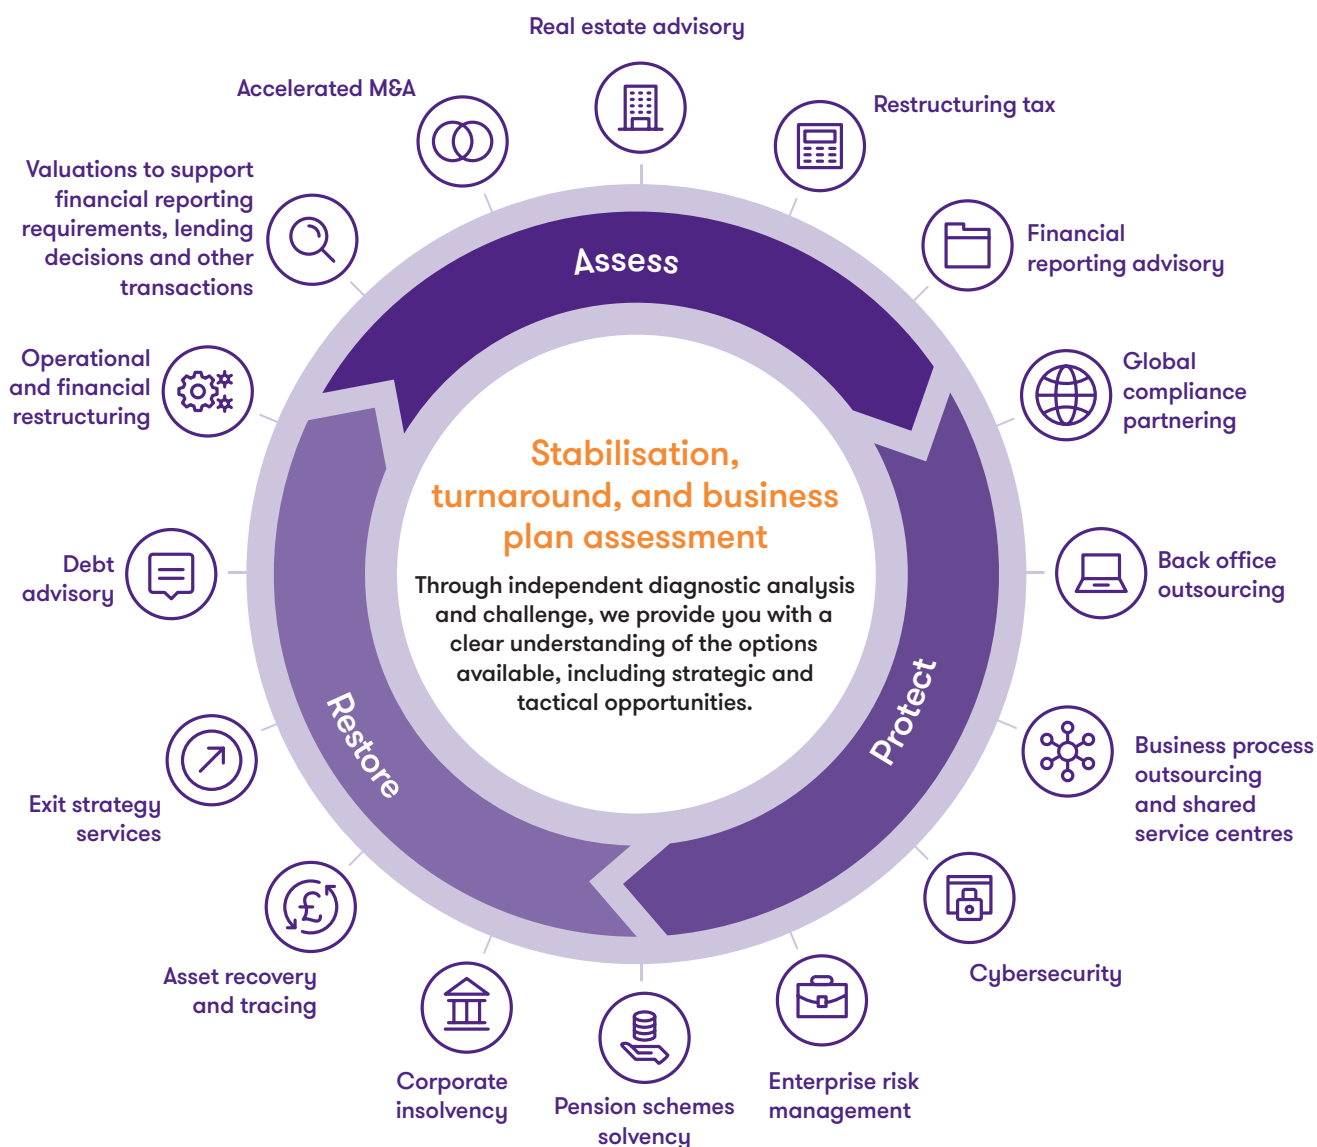 Real estate advisory
Accelerated M&A
Restructuring tax
Valuations to support
financial reporting
requirements, lending
decisions and other
transactions
Financial
reporting advisory
Assess
Operational
and financial
restructuring
Global
compliance
partnering
Stabilisation,
turnaround, and business
plan assessment
Through independent diagnostic analysis
and challenge, we provide you with a
clear understanding of the options
available, including strategic and
tactical opportunities.
Debt
advisory
Back office
outsourcing
Restore
Protect
Exit strategy
services
Business process
outsourcing
and shared
service centres
Asset recovery
and tracing
Cybersecurity
£
Corporate
insolvency
Pension schemes
solvency
Enterprise risk
management